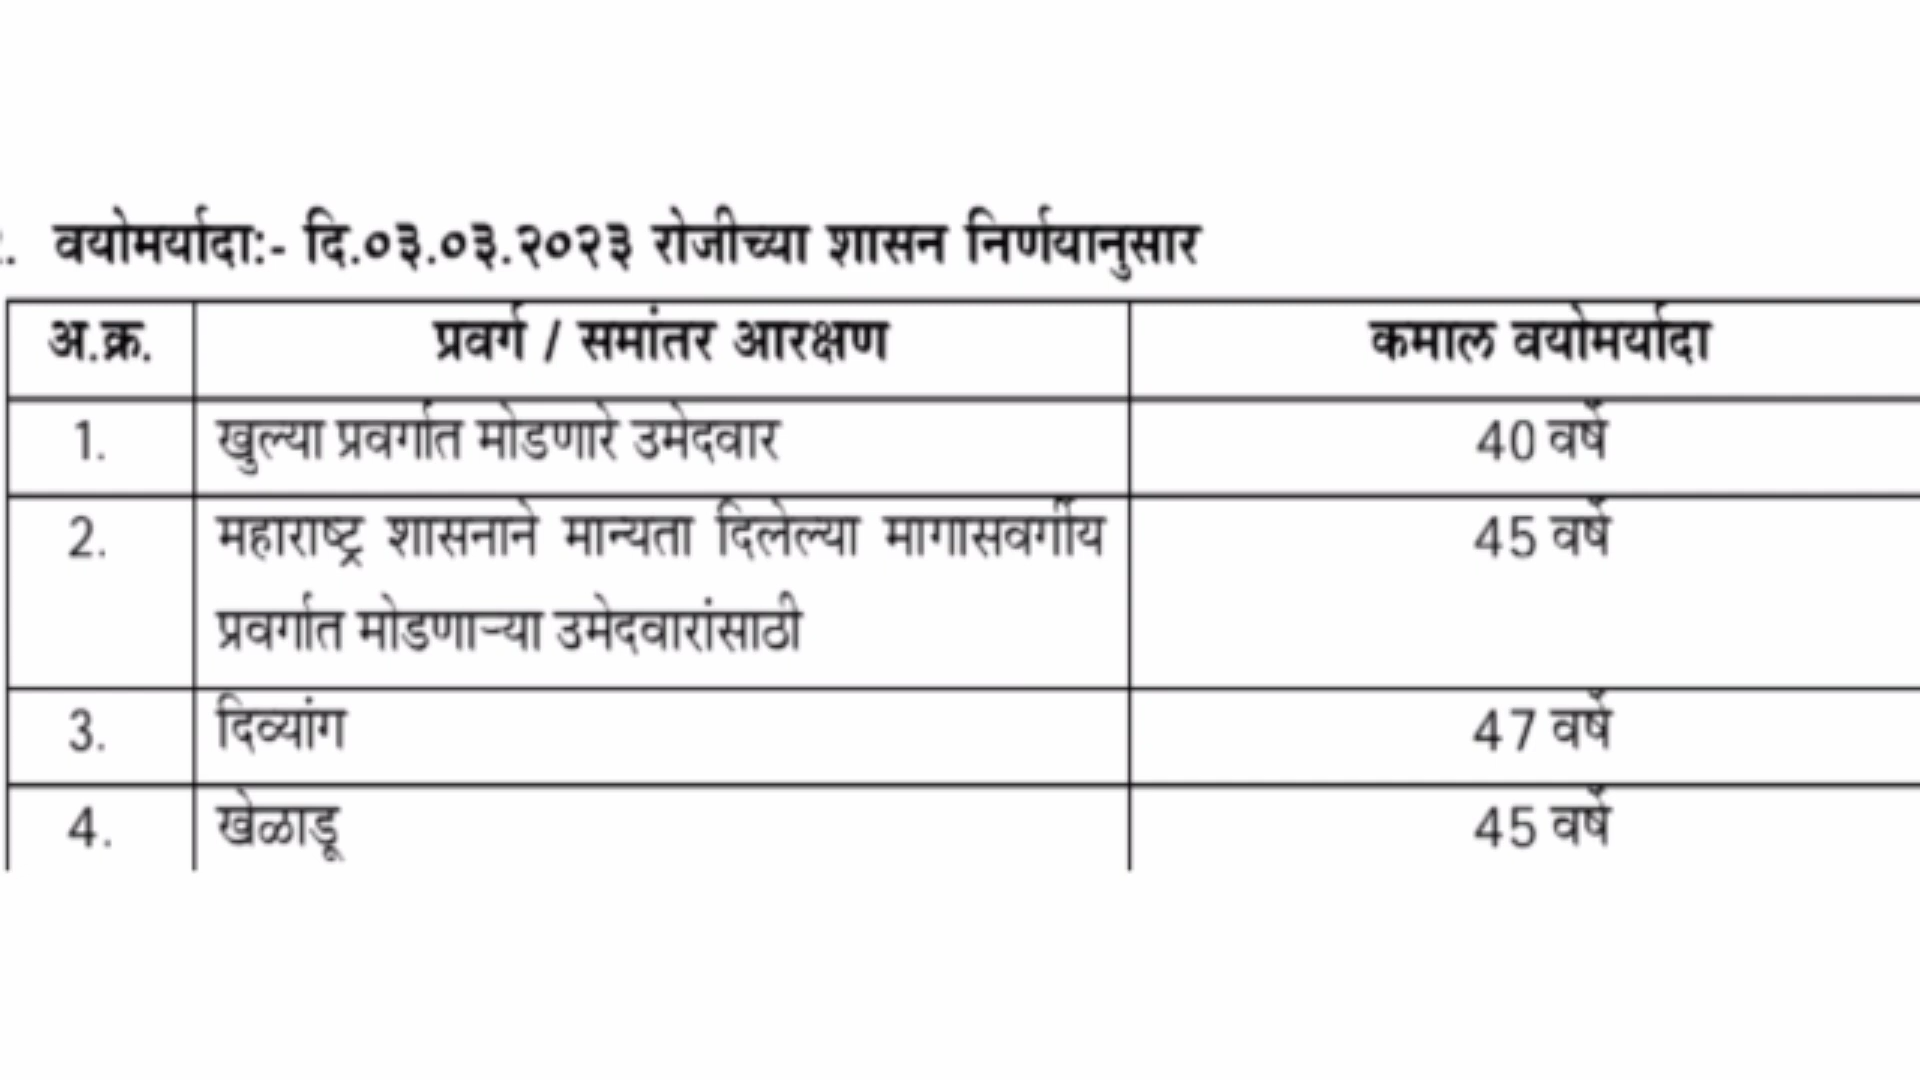 वयोमर्यादा:- दि.०३.०३.२०२३ रोजीच्या शासन निर्णयानुसार
अ.क्र. प्रवर्ग / समांतर आरक्षण कमाल वयोमर्यादा
1. खुल्या प्रवर्गात मोडणारे उमेदवार 40 वर्षे
2. महाराष्ट्र शासनाने मान्यता दिलेल्या मागासवर्गीय 45 वर्षे
प्रवर्गात मोडणाऱ्या उमेदवारांसाठी
3. दिव्यांग 47 वर्षे
4. खेळाडू 45 वर्षे